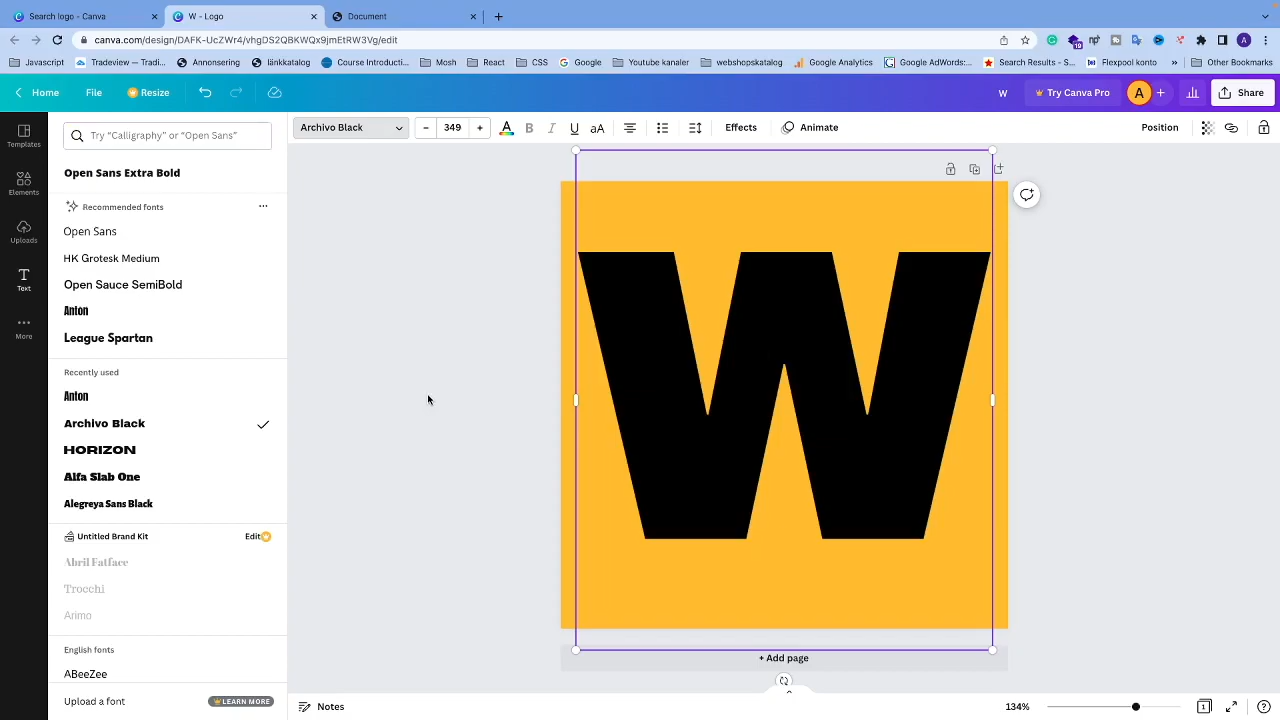 Search logo - Canva
W - Logo
Document
canva.com/design/DAFK-UcZWr4/vhgDS2QBKWQx9jmEtRW3Vg/edit
Javascript
Tradeview – Tradi...
Annonsering
länkkatalog
Course Introducti...
Mosh
React
CSS
Google
Youtube kanaler
webshopskatalog
Google Analytics
Google AdWords:...
Search Results - S...
Flexpool konto
»
Other Bookmarks
19
A
Home
File
Resize
W
Try Canva Pro
A
Share
Templates
Elements
Uploads
Text
More
Try “Calligraphy” or “Open Sans”
Open Sans Extra Bold
Recommended fonts
Open Sans
HK Grotesk Medium
Open Sauce SemiBold
Anton
League Spartan
Recently used
Anton
Archivo Black
HORIZON
Alfa Slab One
Alegreya Sans Black
Untitled Brand Kit
Edit
Abril Fatface
Trocchi
Arimo
English fonts
ABeeZee
Upload a font
LEARN MORE
Archivo Black
– 349 +
A
B
I
U
aA
Effects
Animate
Position
W
+ Add page
Notes
134%
1